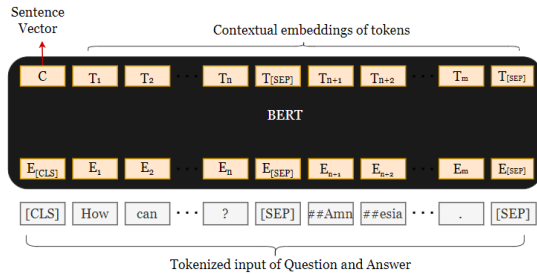 Sentence
Vector
Contextual embeddings of tokens
C T1 T2 ··· Tn T[SEP] Tn+1 Tn+2 ··· Tm T[SEP]
BERT
E[CLS] E1 E2 ··· En E[SEP] En+1 En+2 ··· Em E[SEP]
[CLS] How can ··· ? [SEP] ##Amn ##esia ··· . [SEP]
Tokenized input of Question and Answer